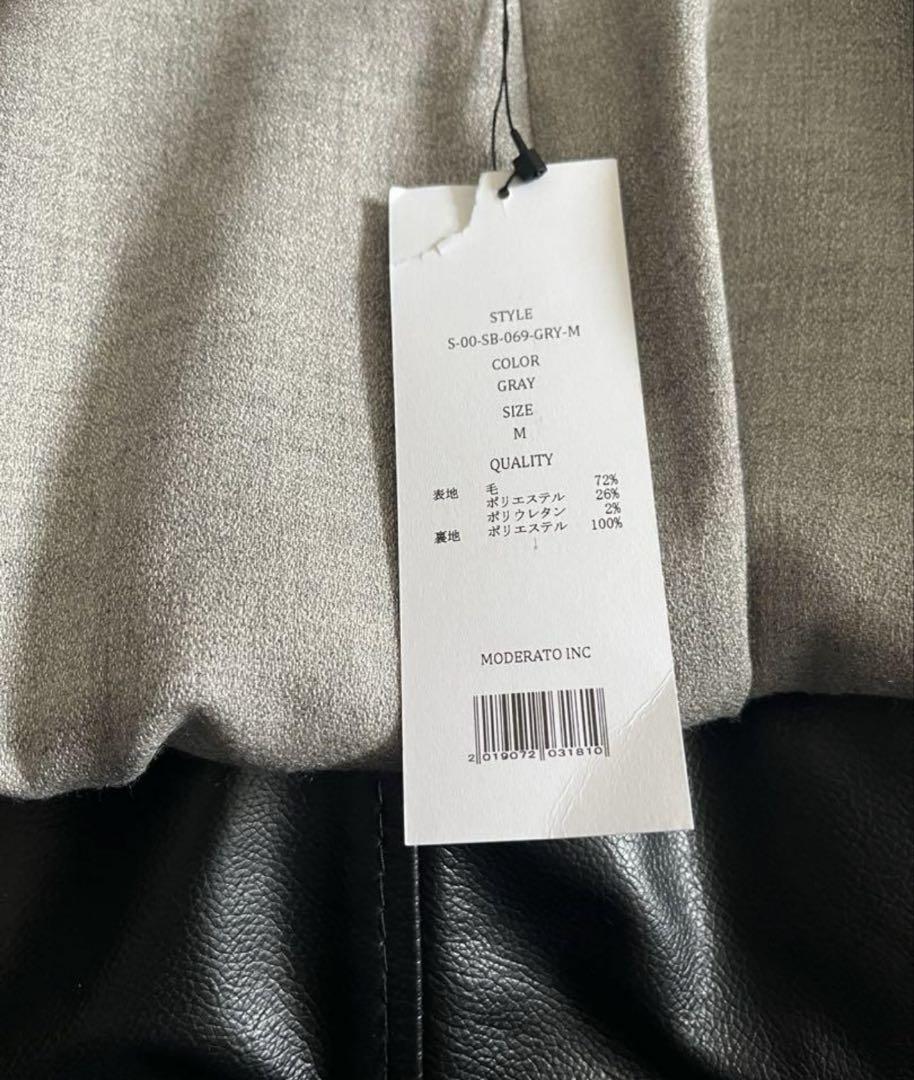 STYLE
S-00-SB-069-GRY-M
COLOR
GRAY
SIZE
M
QUALITY
表地 毛 72%
ポリエステル 26%
ポリウレタン 2%
裏地 ポリエステル 100%
MODERATO INC
2 019072 031810